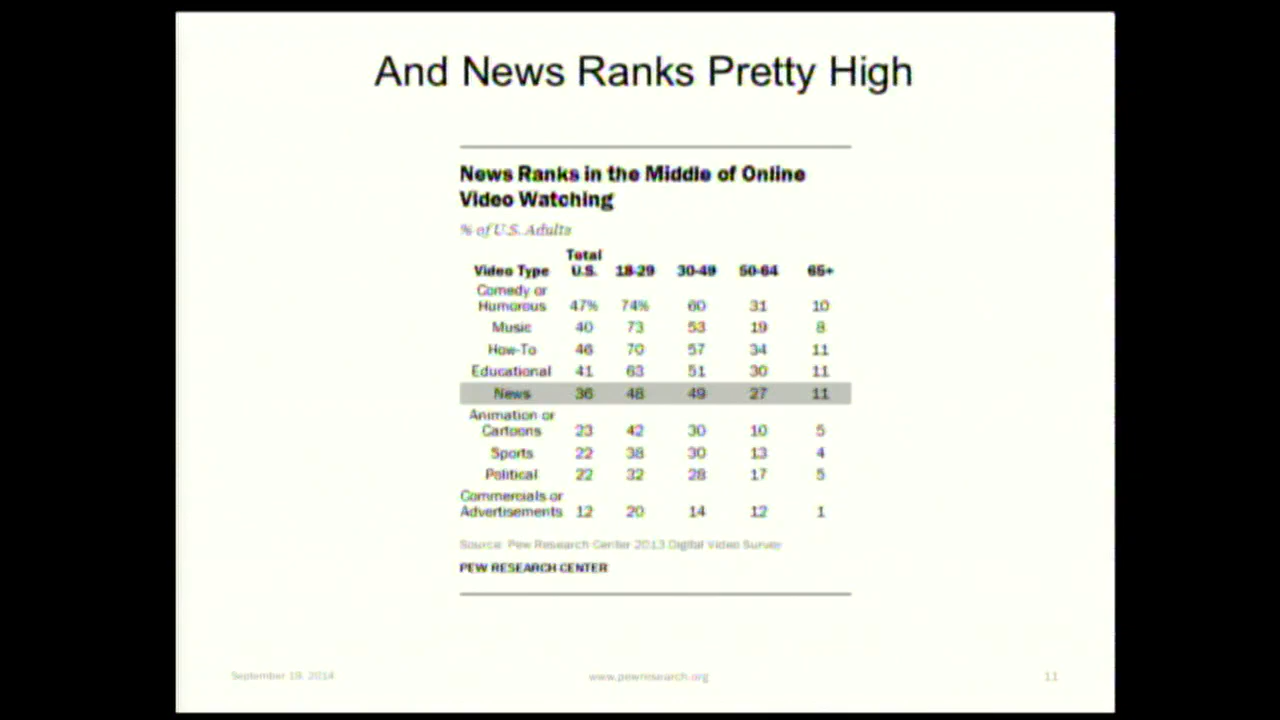 And News Ranks Pretty High
News Ranks in the Middle of Online
Video Watching
% of U.S. Adults
Total
Video Type U.S. 18-29 30-49 50-64 65+
Comedy or
Humorous 47% 74% 60 31 10
Music 40 73 53 19 8
How-To 46 70 57 34 11
Educational 41 63 51 30 11
News 36 48 49 27 11
Animation or
Cartoons 23 42 30 10 5
Sports 22 38 30 13 4
Political 22 32 28 17 5
Commercials or
Advertisements 12 20 14 12 1
Source: Pew Research Center 2013 Digital Video Survey
PEW RESEARCH CENTER
September 19, 2014 www.pewresearch.org 11